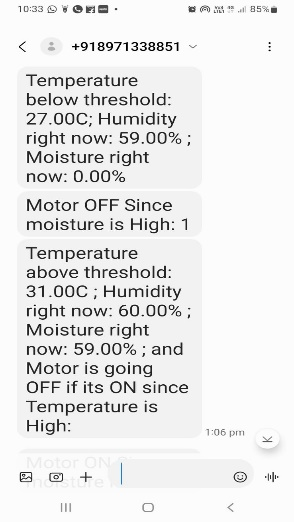 10:33
85%
+918971338851
Temperature
below threshold:
27.00C; Humidity
right now: 59.00% ;
Moisture right
now: 0.00%
Motor OFF Since
moisture is High: 1
Temperature
above threshold:
31.00C ; Humidity
right now: 60.00% ;
Moisture right
now: 59.00% ; and
Motor is going
OFF if its ON since
Temperature is
High:
1:06 pm
Motor ON
moisture